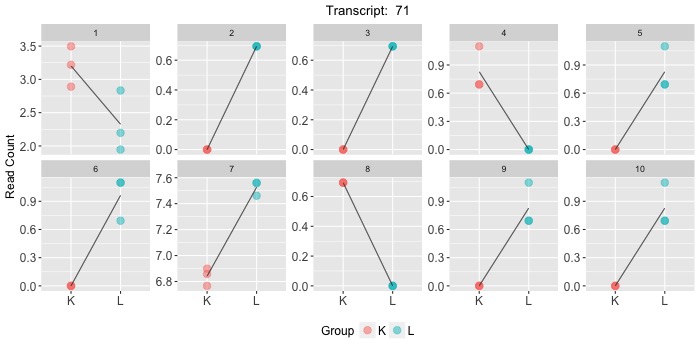 Transcript: 71
1 2 3 4 5
3.5 3.0 2.5 2.0
0.6 0.4 0.2 0.0
0.6 0.4 0.2 0.0
0.9 0.6 0.3 0.0
0.9 0.6 0.3 0.0
Read Count
6 7 8 9 10
0.9 0.6 0.3 0.0
7.6 7.4 7.2 7.0 6.8
0.6 0.4 0.2 0.0
0.9 0.6 0.3 0.0
0.9 0.6 0.3 0.0
K L K L K L K L K L
Group K L